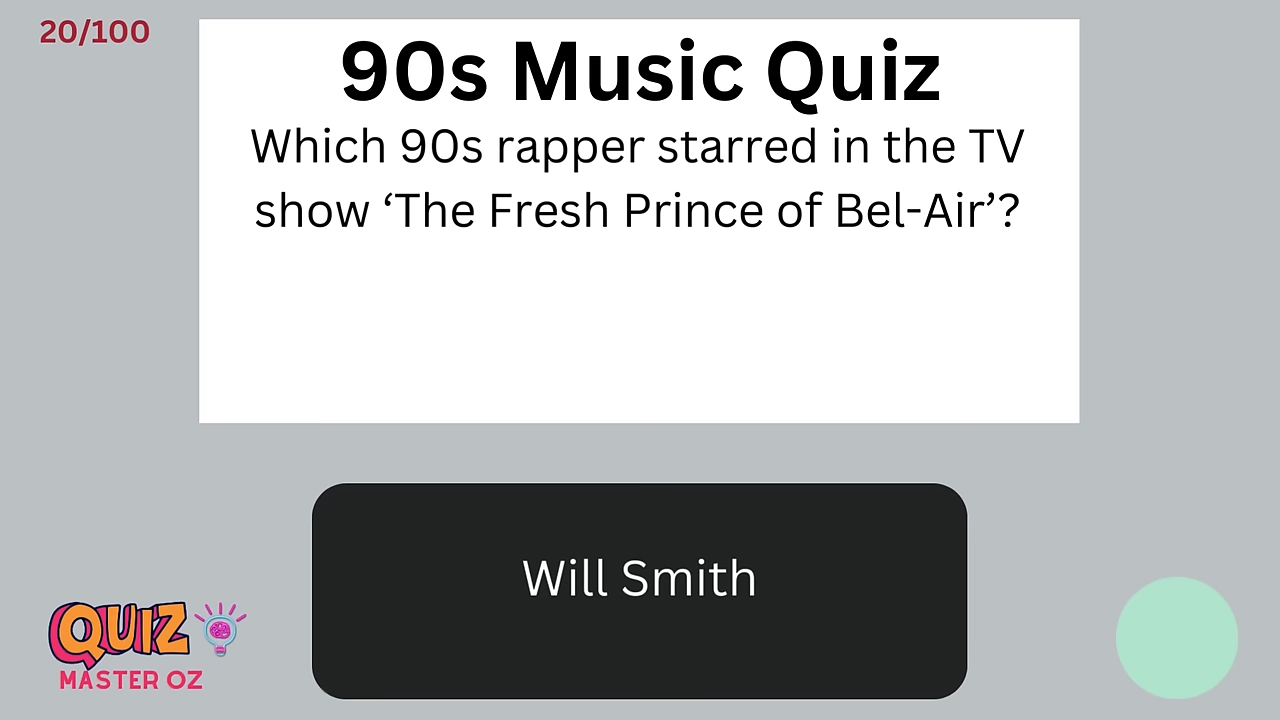 20/100
90s Music Quiz
Which 90s rapper starred in the TV
show ‘The Fresh Prince of Bel-Air’?
Will Smith
QUIZ
MASTER OZ